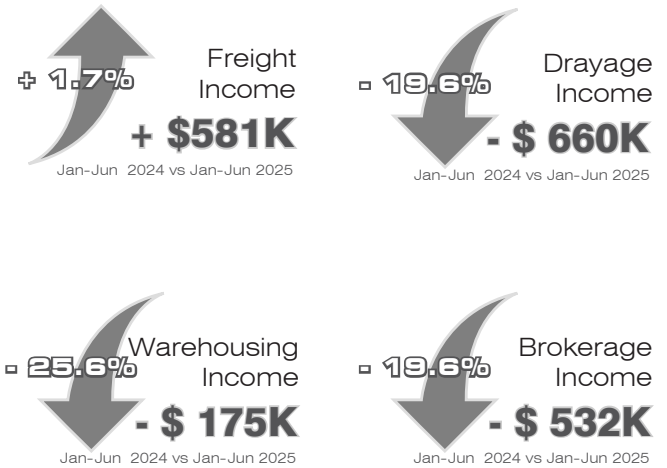 + 1.7%
Freight
Income
+ $581K
Jan-Jun 2024 vs Jan-Jun 2025
- 19.6%
Drayage
Income
- $ 660K
Jan-Jun 2024 vs Jan-Jun 2025
- 25.6%
Warehousing
Income
- $ 175K
Jan-Jun 2024 vs Jan-Jun 2025
- 19.6%
Brokerage
Income
- $ 532K
Jan-Jun 2024 vs Jan-Jun 2025